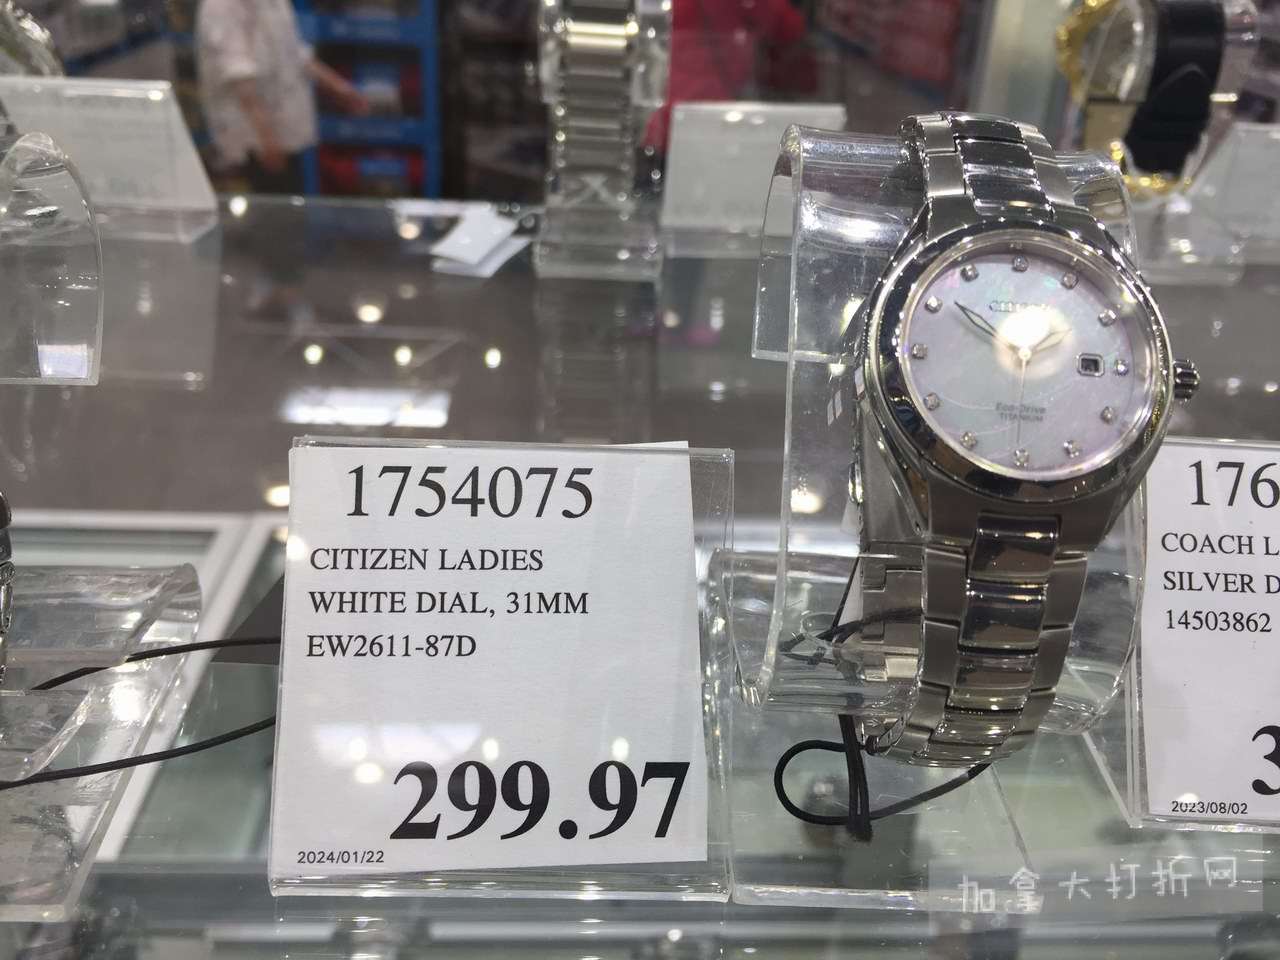 1754075
CITIZEN LADIES
WHITE DIAL, 31MM
EW2611-87D
299.97
2024/01/22
Eco-Drive
TITANIUM
176
COACH L
SILVER D
14503862
3
2023/08/02
加拿大打折网